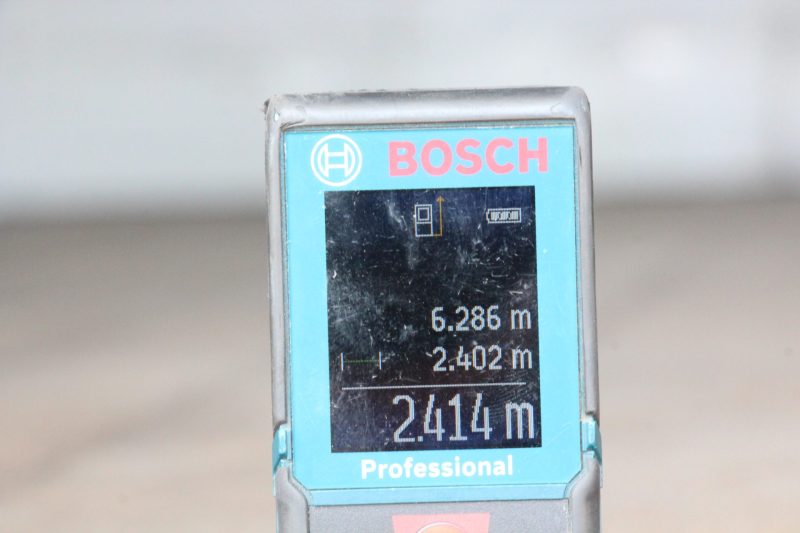 BOSCH
6.286 m
2.402 m
2.414 m
Professional